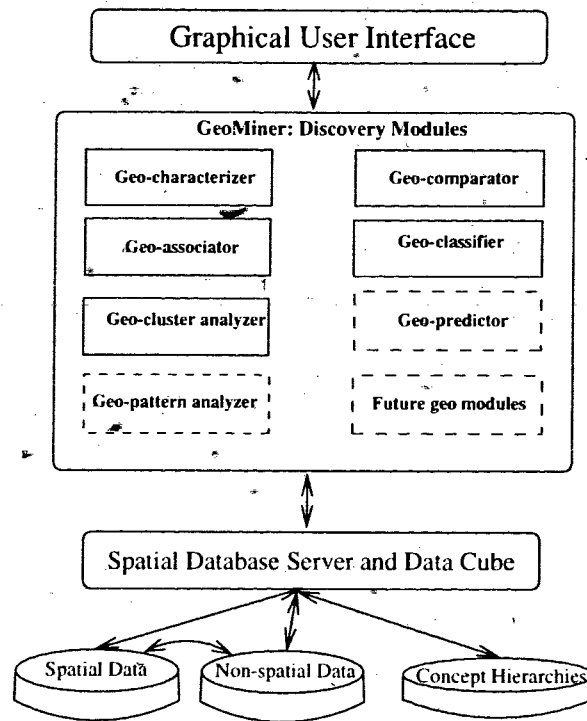 Graphical User Interface
GeoMiner: Discovery Modules
Geo-characterizer
Geo-comparator
Geo-associator
Geo-classifier
Geo-cluster analyzer
Geo-predictor
Geo-pattern analyzer
Future geo modules
Spatial Database Server and Data Cube
Spatial Data
Non-spatial Data
Concept Hierarchies